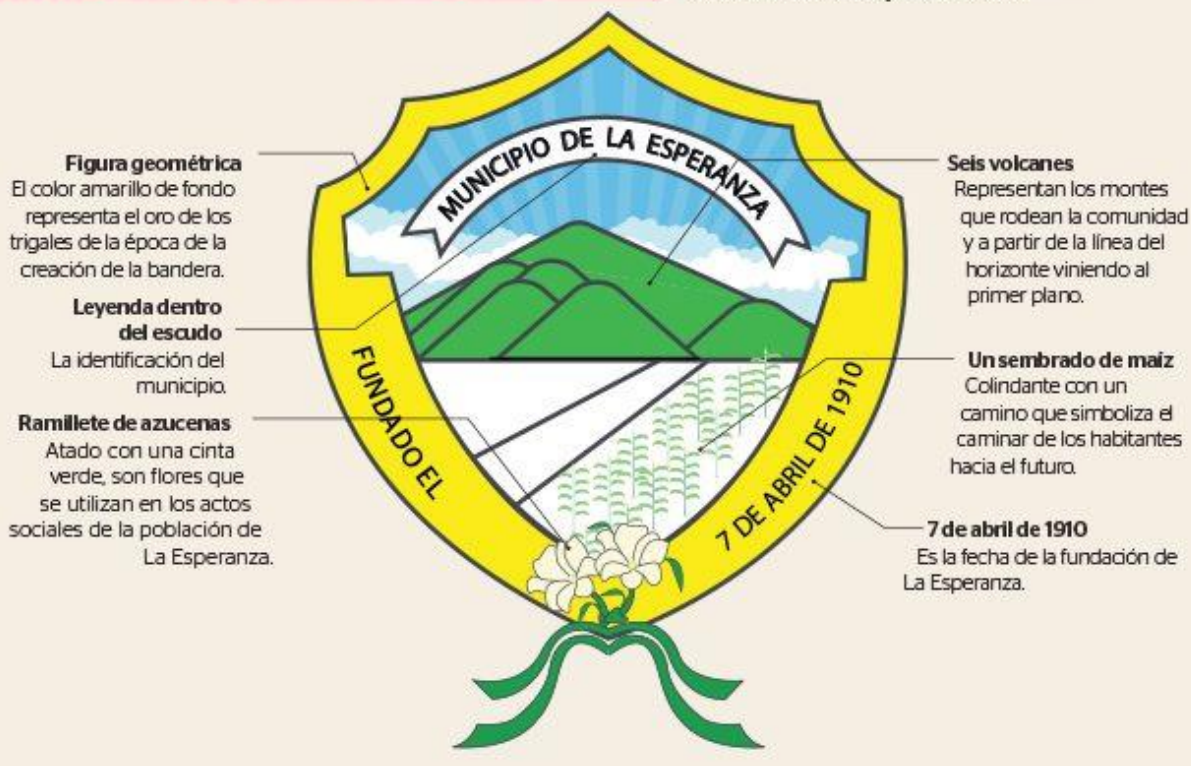 Figura geométrica
El color amarillo de fondo
representa el oro de los
trigales de la época de la
creación de la bandera.
Leyenda dentro
del escudo
La identificación del
municipio.
Ramillete de azucenas
Atado con una cinta
verde, son flores que
se utilizan en los actos
sociales de la población de
La Esperanza.
MUNICIPIO DE LA ESPERANZA
FUNDADO EL
7 DE ABRIL DE 1910
Seis volcanes
Representan los montes
que rodean la comunidad
y a partir de la línea del
horizonte viniendo al
primer plano.
Un sembrado de maíz
Colindante con un
camino que simboliza el
caminar de los habitantes
hacia el futuro.
7 de abril de 1910
Es la fecha de la fundación de
La Esperanza.